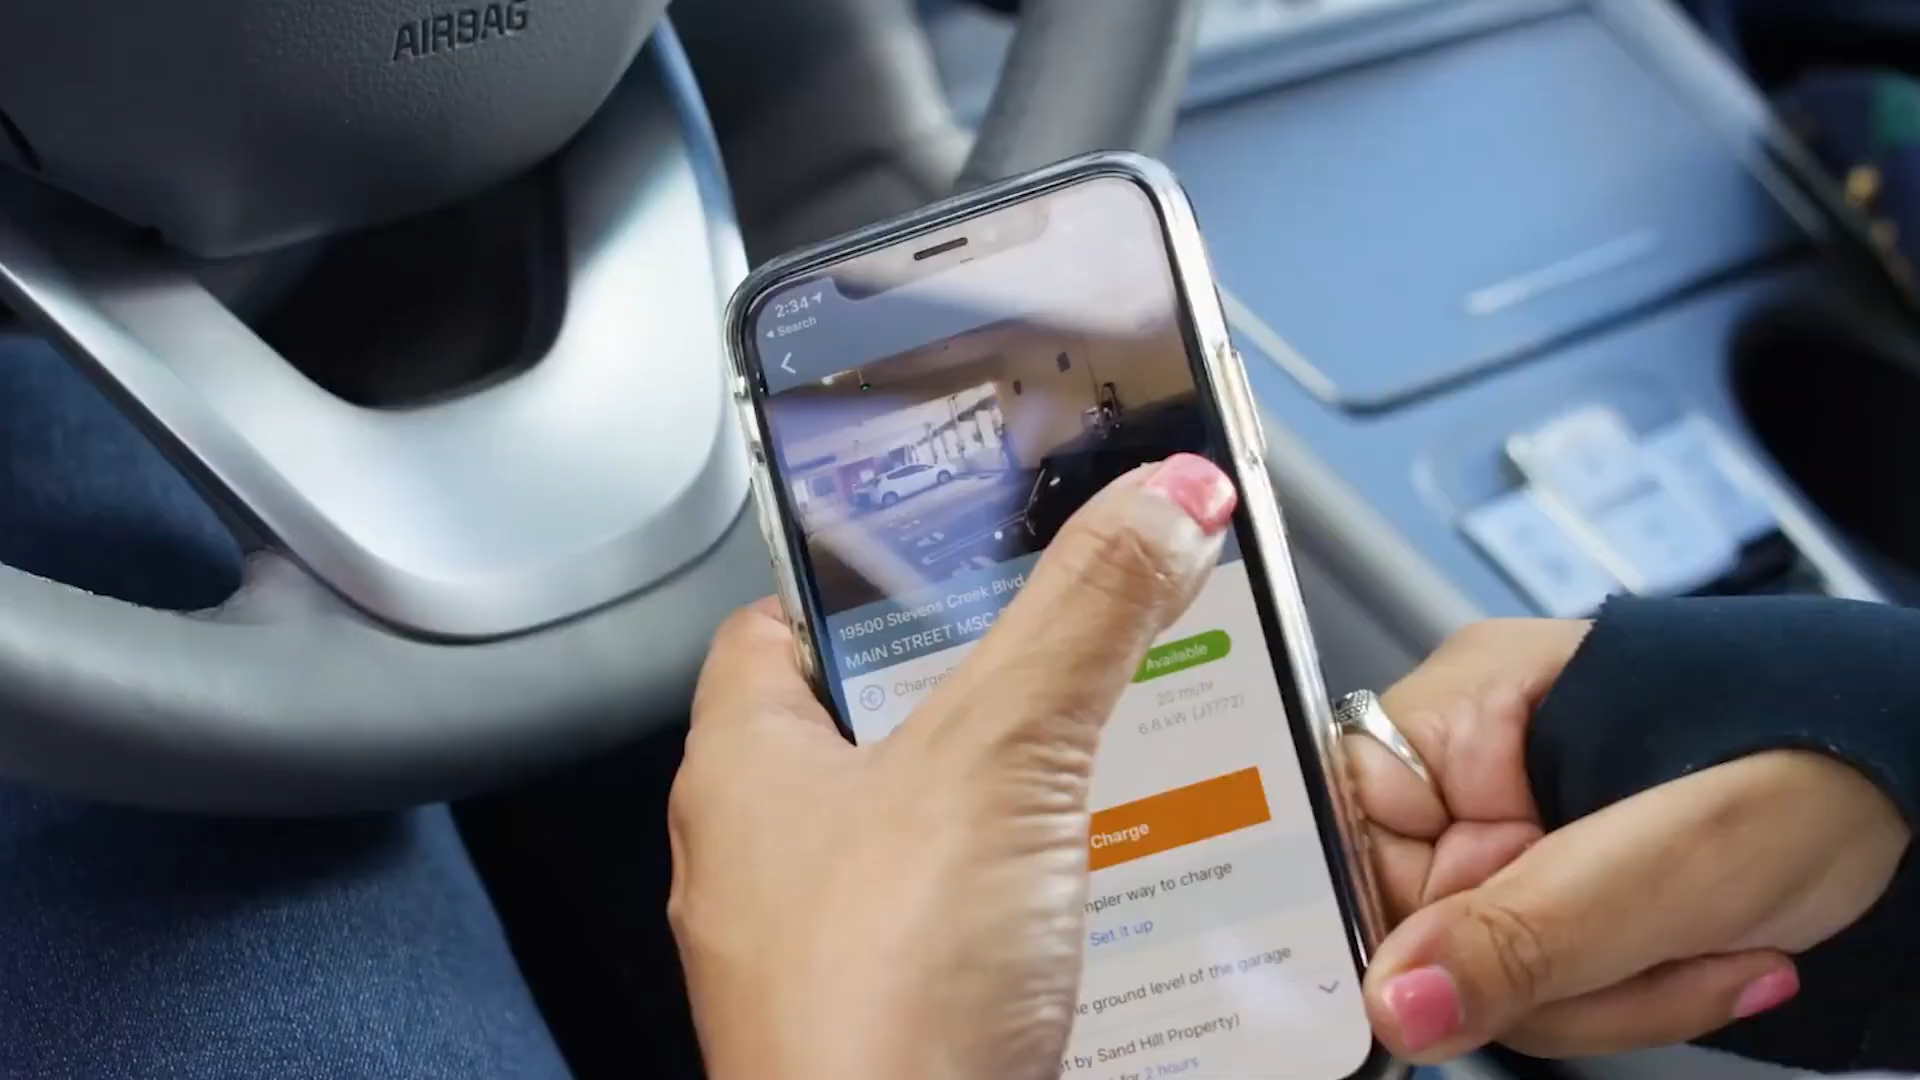 AIRBAG
2:34
Search
19500 Stevens Creek Blvd
MAIN STREET MSC
Available
20 mi/hr
6.6 kW (J1772)
Charge
way to charge
Set it up
ground level of the garage
by Sand Hill Property)
for 2 hours